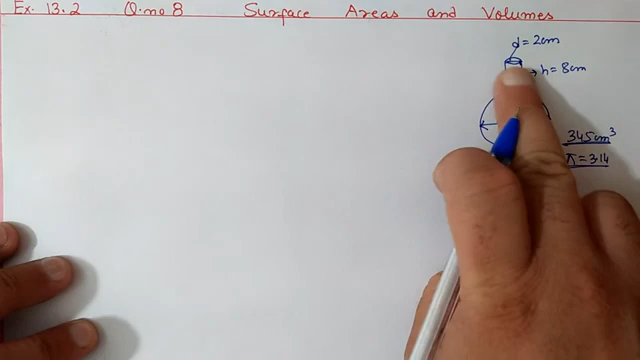 Ex. 13.2 Q.no 8 Surface Areas and Volumes
d = 2cm
h = 8cm
345cm³
π = 3.14